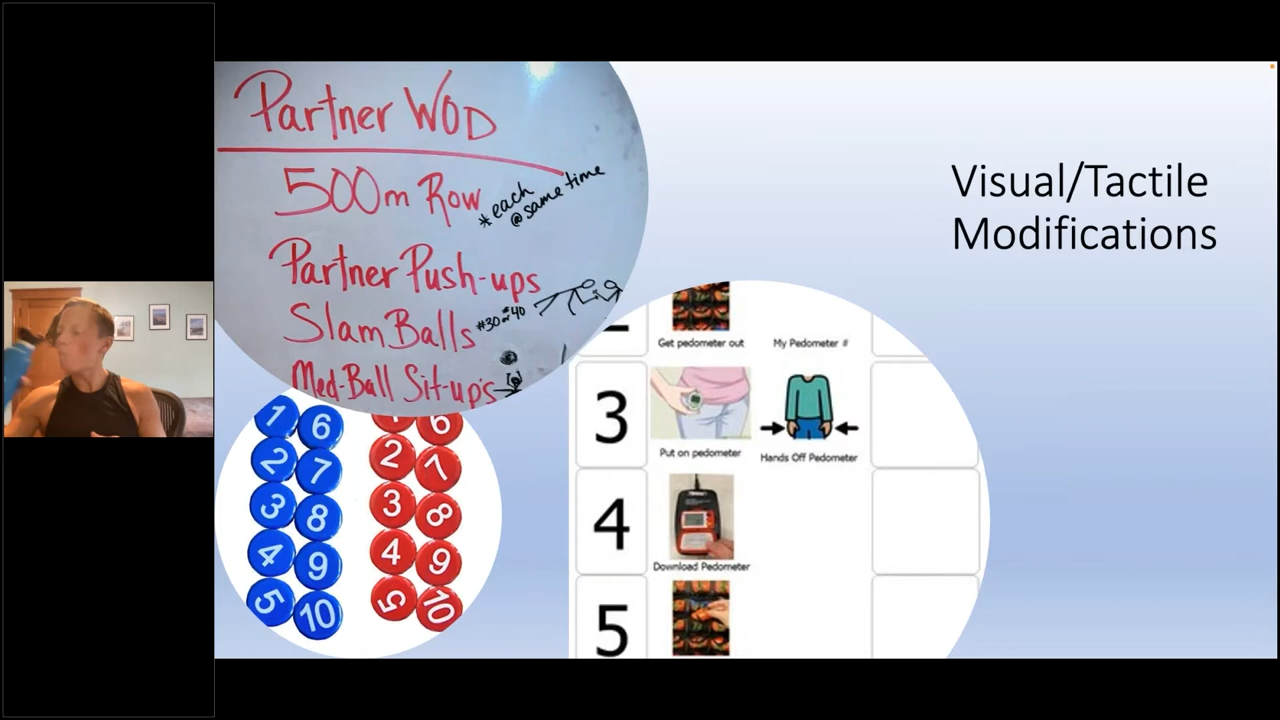 Partner WOD
500m Row *each
@ same time
Partner Push-ups
Slam Balls #30 or #40
Med-Ball Sit-ups
Visual/Tactile
Modifications
Get pedometer out My Pedometer #
3
Put on pedometer Hands Off Pedometer
4
Download Pedometer
5
1 6
2 7
3 8
4 9
5 10
6
2 7
3 8
4 9
5 10